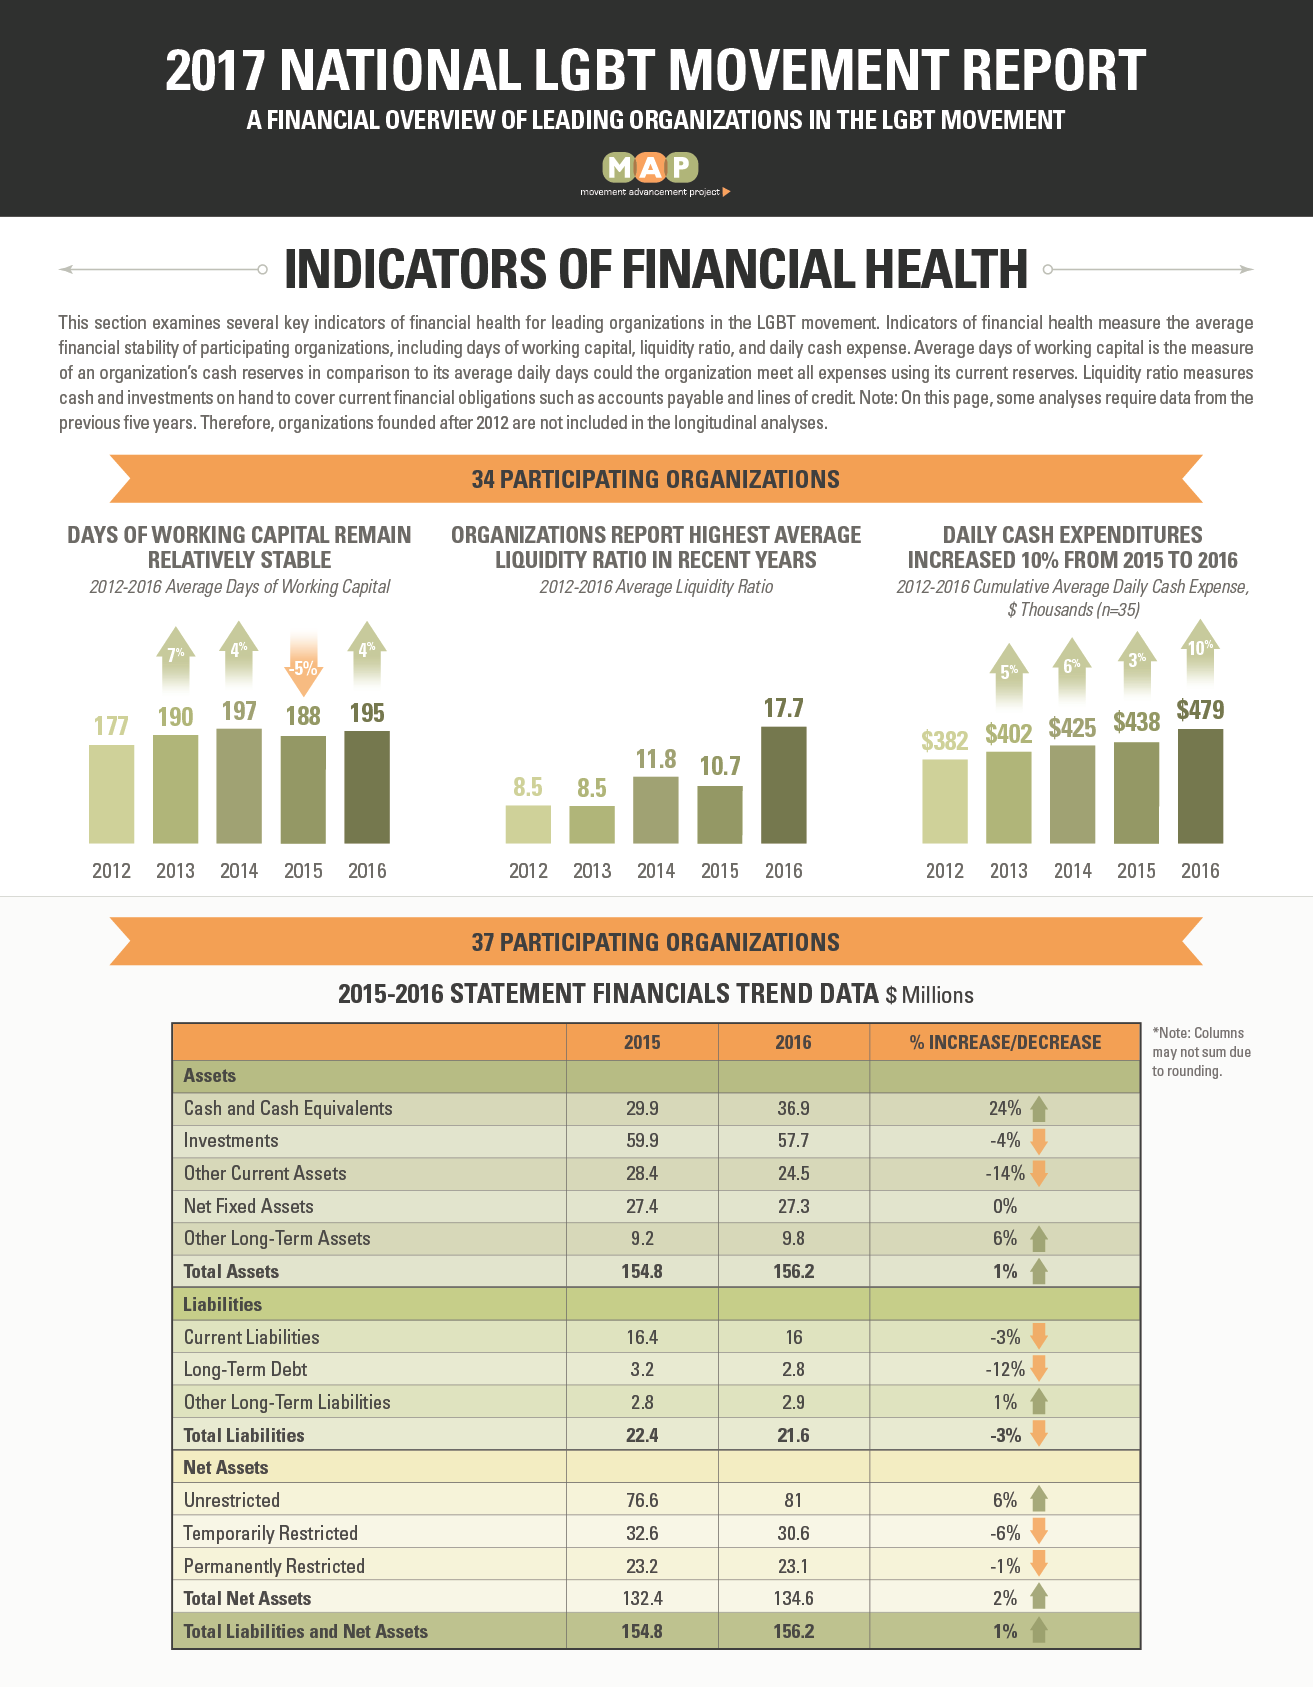 2017 NATIONAL LGBT MOVEMENT REPORT
A FINANCIAL OVERVIEW OF LEADING ORGANIZATIONS IN THE LGBT MOVEMENT
MAP
movement advancement project
INDICATORS OF FINANCIAL HEALTH
This section examines several key indicators of financial health for leading organizations in the LGBT movement. Indicators of financial health measure the average
financial stability of participating organizations, including days of working capital, liquidity ratio, and daily cash expense. Average days of working capital is the measure
of an organization's cash reserves in comparison to its average daily days could the organization meet all expenses using its current reserves. Liquidity ratio measures
cash and investments on hand to cover current financial obligations such as accounts payable and lines of credit. Note: On this page, some analyses require data from the
previous five years. Therefore, organizations founded after 2012 are not included in the longitudinal analyses.
34 PARTICIPATING ORGANIZATIONS
DAYS OF WORKING CAPITAL REMAIN
RELATIVELY STABLE
2012-2016 Average Days of Working Capital
7% 4% -5% 4%
177 190 197 188 195
2012 2013 2014 2015 2016
ORGANIZATIONS REPORT HIGHEST AVERAGE
LIQUIDITY RATIO IN RECENT YEARS
2012-2016 Average Liquidity Ratio
8.5 8.5 11.8 10.7 17.7
2012 2013 2014 2015 2016
DAILY CASH EXPENDITURES
INCREASED 10% FROM 2015 TO 2016
2012-2016 Cumulative Average Daily Cash Expense,
$ Thousands (n=35)
5% 6% 3% 10%
$382 $402 $425 $438 $479
2012 2013 2014 2015 2016
37 PARTICIPATING ORGANIZATIONS
2015-2016 STATEMENT FINANCIALS TREND DATA $ Millions
*Note: Columns
may not sum due
to rounding.
2015 2016 % INCREASE/DECREASE
Assets
Cash and Cash Equivalents 29.9 36.9 24%
Investments 59.9 57.7 -4%
Other Current Assets 28.4 24.5 -14%
Net Fixed Assets 27.4 27.3 0%
Other Long-Term Assets 9.2 9.8 6%
Total Assets 154.8 156.2 1%
Liabilities
Current Liabilities 16.4 16 -3%
Long-Term Debt 3.2 2.8 -12%
Other Long-Term Liabilities 2.8 2.9 1%
Total Liabilities 22.4 21.6 -3%
Net Assets
Unrestricted 76.6 81 6%
Temporarily Restricted 32.6 30.6 -6%
Permanently Restricted 23.2 23.1 -1%
Total Net Assets 132.4 134.6 2%
Total Liabilities and Net Assets 154.8 156.2 1%